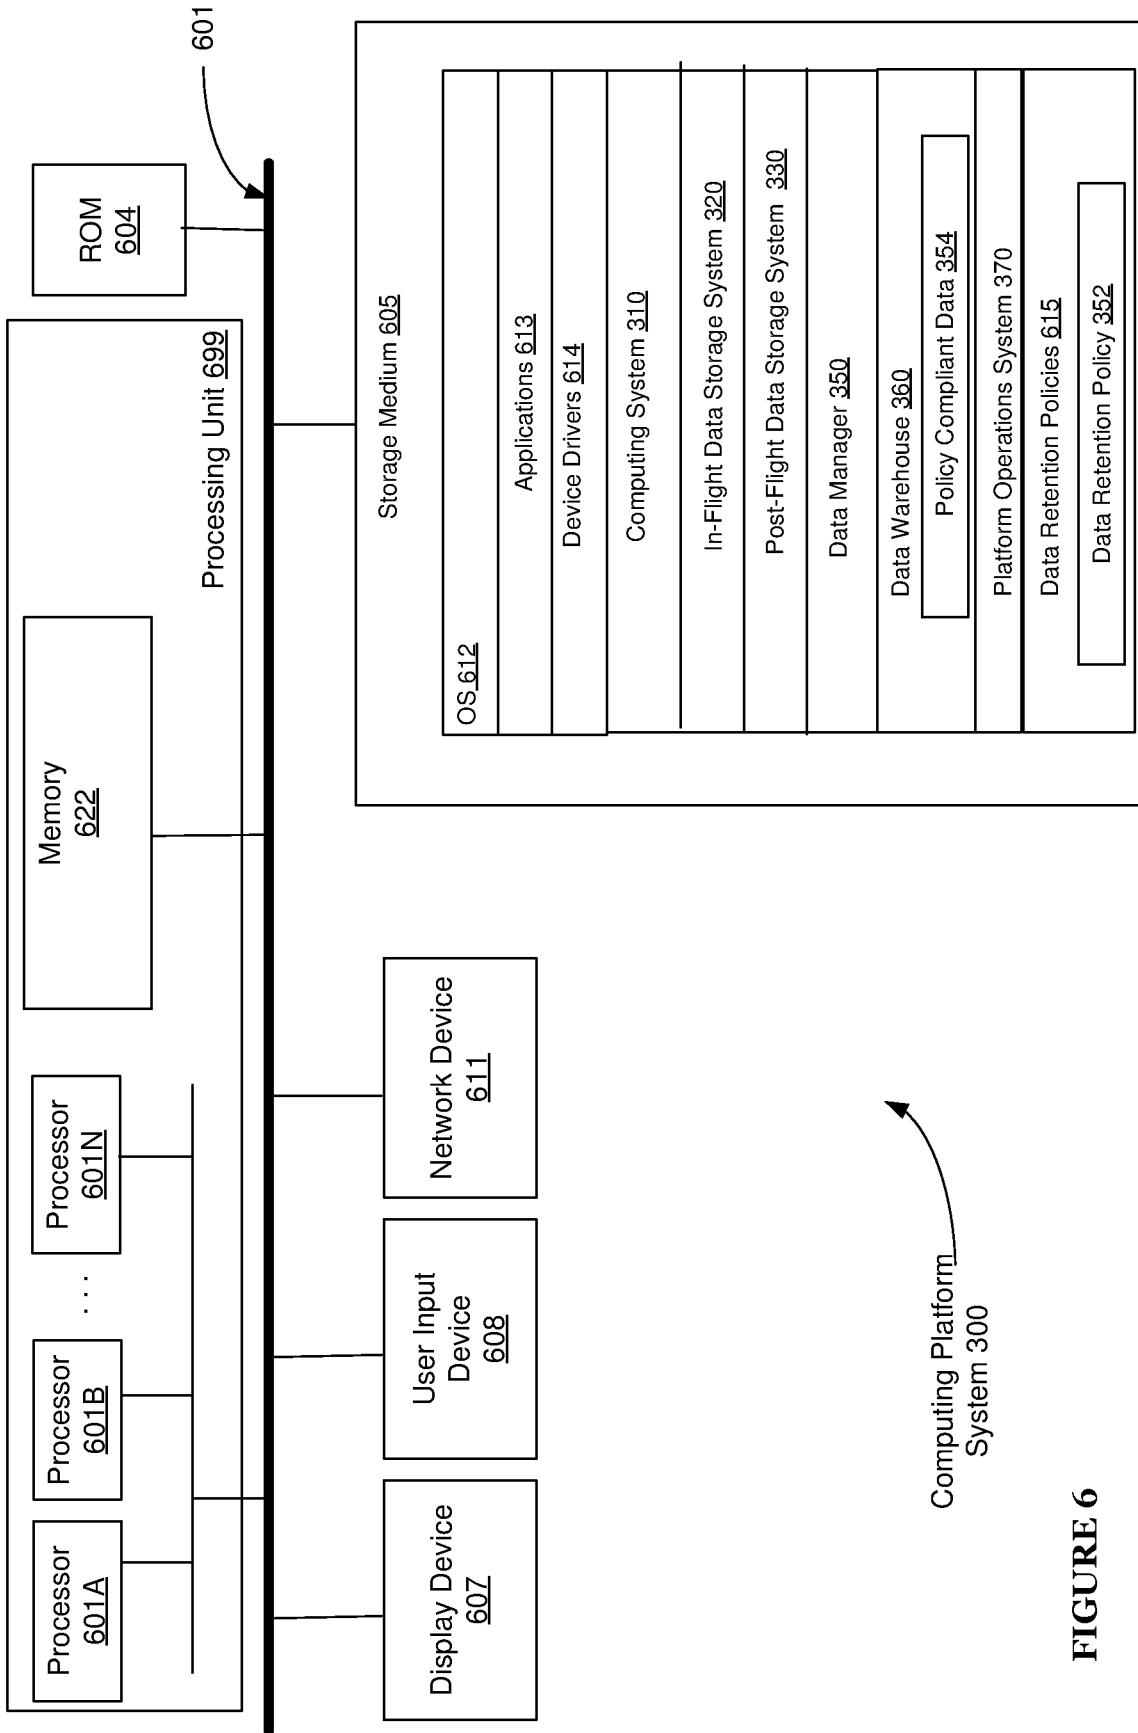 Processor
601A
Processor
601B
. . .
Processor
601N
Memory
622
Processing Unit 699
ROM
604
601
Display Device
607
User Input
Device
608
Network Device
611
Storage Medium 605
OS 612
Applications 613
Device Drivers 614
Computing System 310
In-Flight Data Storage System 320
Post-Flight Data Storage System 330
Data Manager 350
Data Warehouse 360
Policy Compliant Data 354
Platform Operations System 370
Data Retention Policies 615
Data Retention Policy 352
Computing Platform
System 300
FIGURE 6